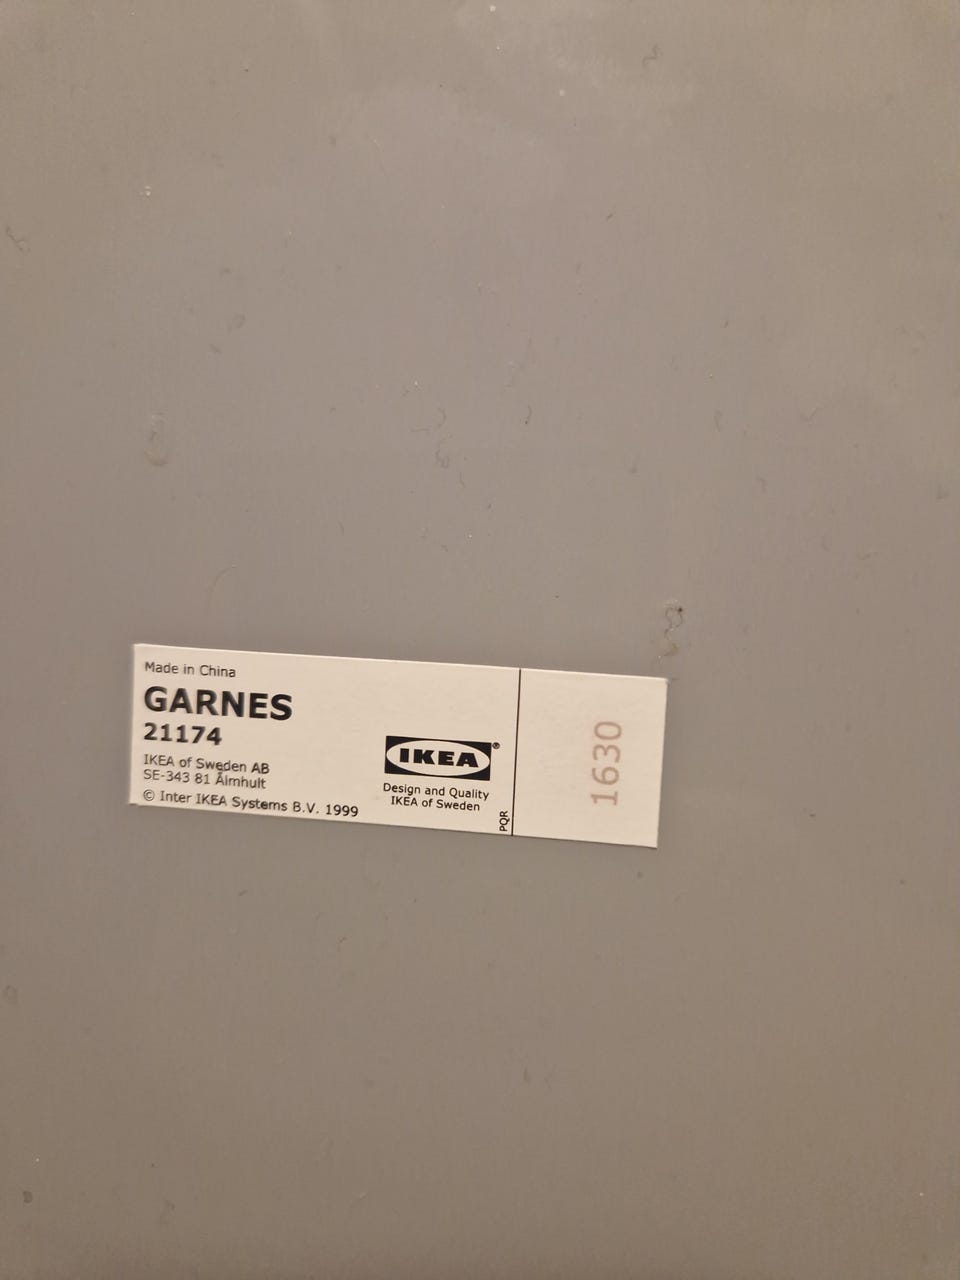 Made in China
GARNES
21174
IKEA of Sweden AB
SE-343 81 Älmhult
© Inter IKEA Systems B.V. 1999
IKEA®
Design and Quality
IKEA of Sweden
PQR
1630